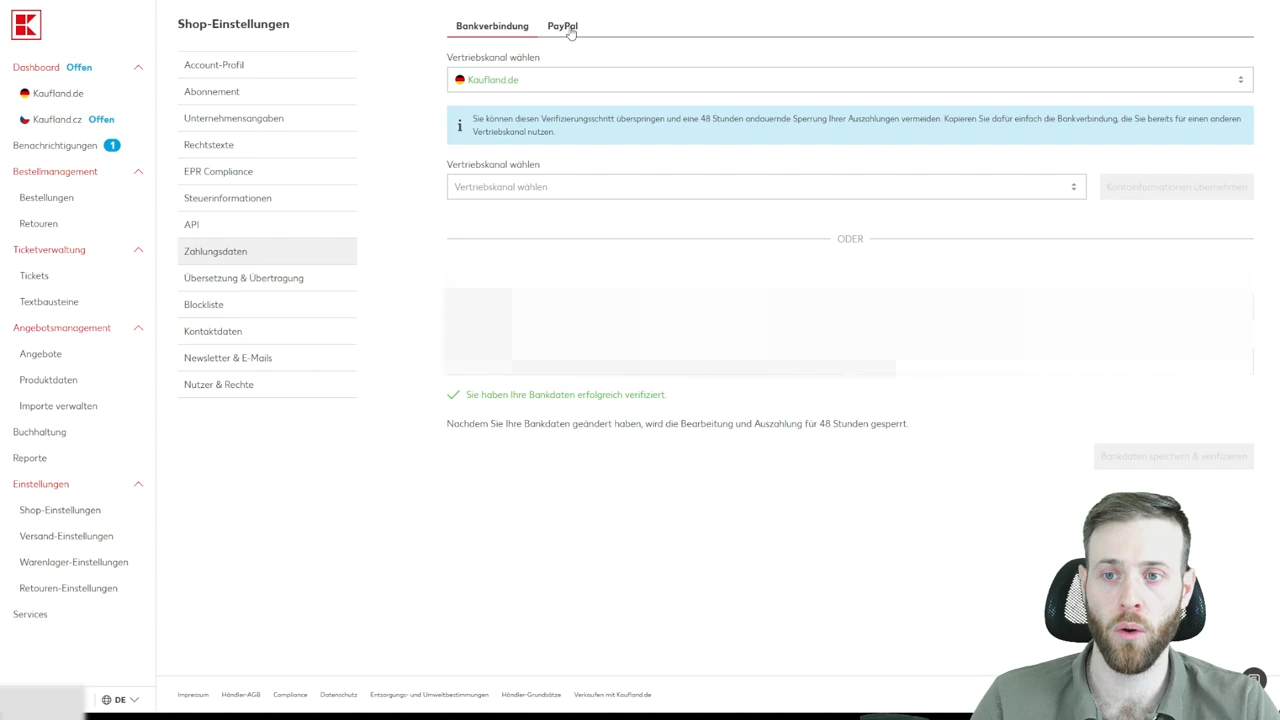 Dashboard Offen
Kaufland.de
Kaufland.cz Offen
Benachrichtigungen 1
Bestellmanagement
Bestellungen
Retouren
Ticketverwaltung
Tickets
Textbausteine
Angebotsmanagement
Angebote
Produktdaten
Importe verwalten
Buchhaltung
Reporte
Einstellungen
Shop-Einstellungen
Versand-Einstellungen
Warenlager-Einstellungen
Retouren-Einstellungen
Services
DE
Shop-Einstellungen
Account-Profil
Abonnement
Unternehmensangaben
Rechtstexte
EPR Compliance
Steuerinformationen
API
Zahlungsdaten
Übersetzung & Übertragung
Blockliste
Kontaktdaten
Newsletter & E-Mails
Nutzer & Rechte
Bankverbindung PayPal
Vertriebskanal wählen
Kaufland.de
Sie können diesen Verifizierungsschritt überspringen und eine 48 Stunden andauernde Sperrung Ihrer Auszahlungen vermeiden. Kopieren Sie dafür einfach die Bankverbindung, die Sie bereits für einen anderen
Vertriebskanal nutzen.
Vertriebskanal wählen
Vertriebskanal wählen Kontoinformationen übernehmen
ODER
Sie haben Ihre Bankdaten erfolgreich verifiziert.
Nachdem Sie Ihre Bankdaten geändert haben, wird die Bearbeitung und Auszahlung für 48 Stunden gesperrt.
Bankdaten speichern & verifizieren
Impressum Händler-AGB Compliance Datenschutz Entsorgungs- und Umweltbestimmungen Händler-Grundsätze Verkaufen mit Kaufland.de